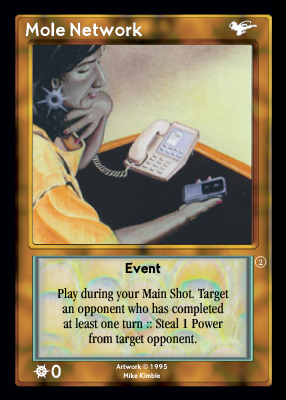 Mole Network
2
Event
Play during your Main Shot. Target
an opponent who has completed
at least one turn :: Steal 1 Power
from target opponent.
0
Artwork © 1995
Mike Kimble